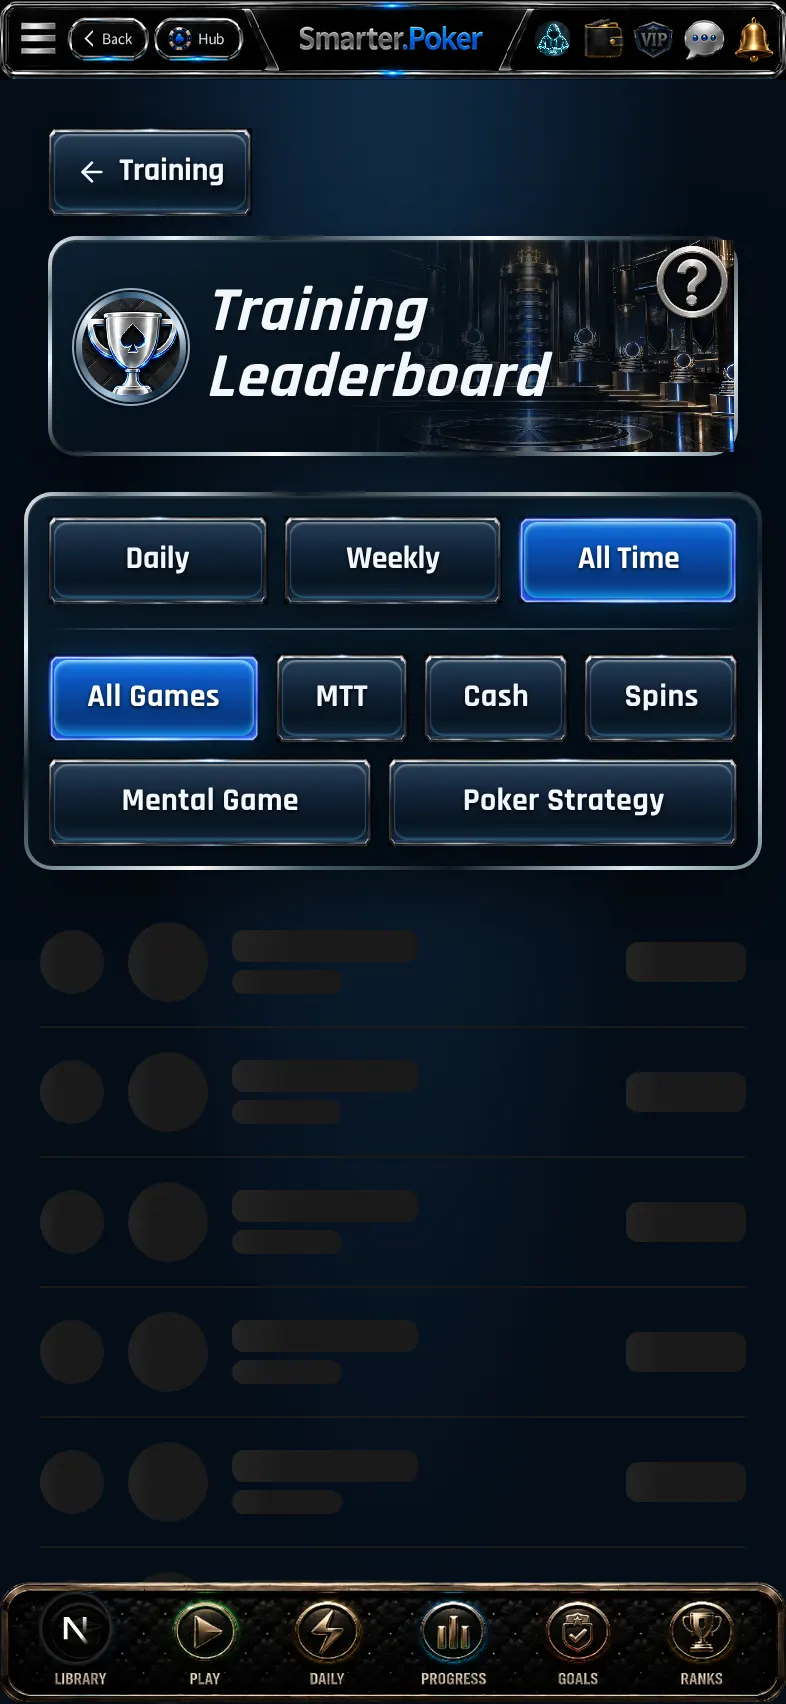 Back
Hub
Smarter.Poker
VIP
← Training
Training
Leaderboard
?
Daily
Weekly
All Time
All Games
MTT
Cash
Spins
Mental Game
Poker Strategy
N
LIBRARY
PLAY
DAILY
PROGRESS
GOALS
RANKS